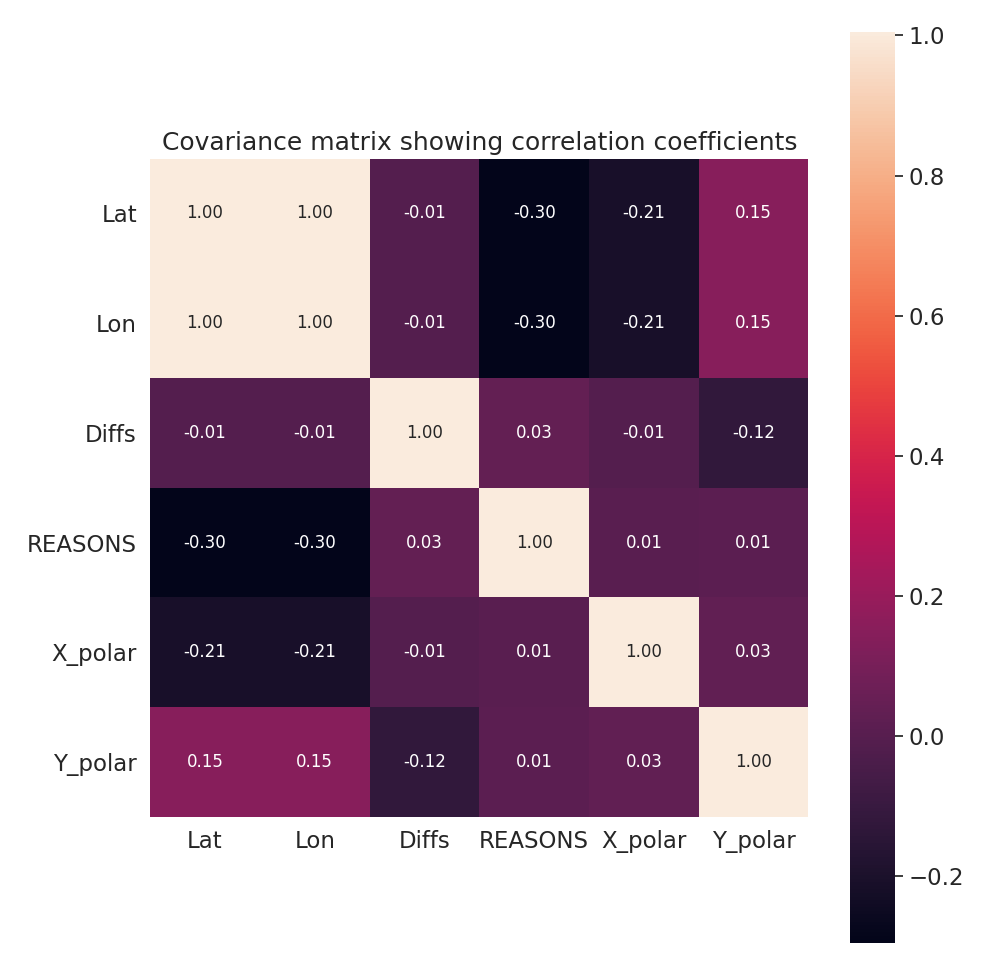 Covariance matrix showing correlation coefficients
Lat 1.00 1.00 -0.01 -0.30 -0.21 0.15
Lon 1.00 1.00 -0.01 -0.30 -0.21 0.15
Diffs -0.01 -0.01 1.00 0.03 -0.01 -0.12
REASONS -0.30 -0.30 0.03 1.00 0.01 0.01
X_polar -0.21 -0.21 -0.01 0.01 1.00 0.03
Y_polar 0.15 0.15 -0.12 0.01 0.03 1.00
Lat Lon Diffs REASONS X_polar Y_polar
1.0
0.8
0.6
0.4
0.2
0.0
−0.2